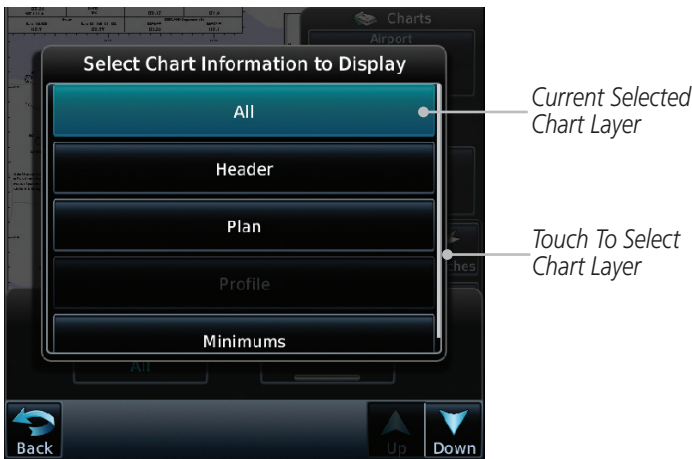 Charts
Airport
Select Chart Information to Display
All
Header
Plan
Profile
Minimums
All
Back
Up
Down
Current Selected
Chart Layer
Touch To Select
Chart Layer